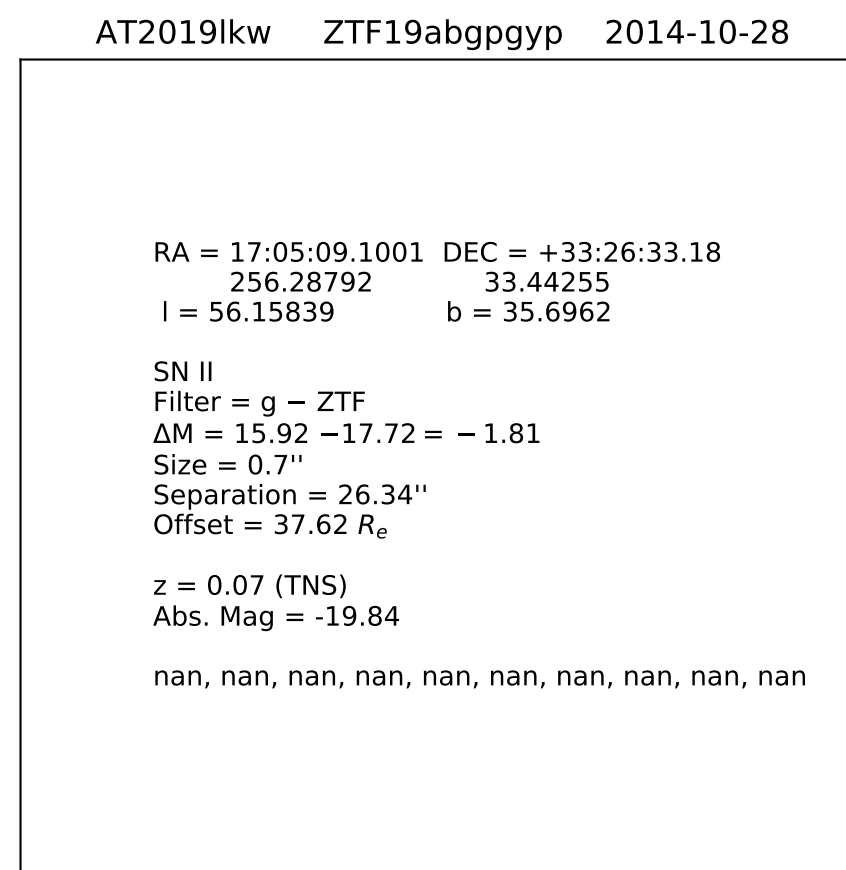 AT2019lkw ZTF19abgpgyp 2014-10-28
RA = 17:05:09.1001 DEC = +33:26:33.18
256.28792 33.44255
l = 56.15839 b = 35.6962
SN II
Filter = g − ZTF
ΔM = 15.92 −17.72 = − 1.81
Size = 0.7''
Separation = 26.34''
Offset = 37.62 Rₑ
z = 0.07 (TNS)
Abs. Mag = -19.84
nan, nan, nan, nan, nan, nan, nan, nan, nan, nan